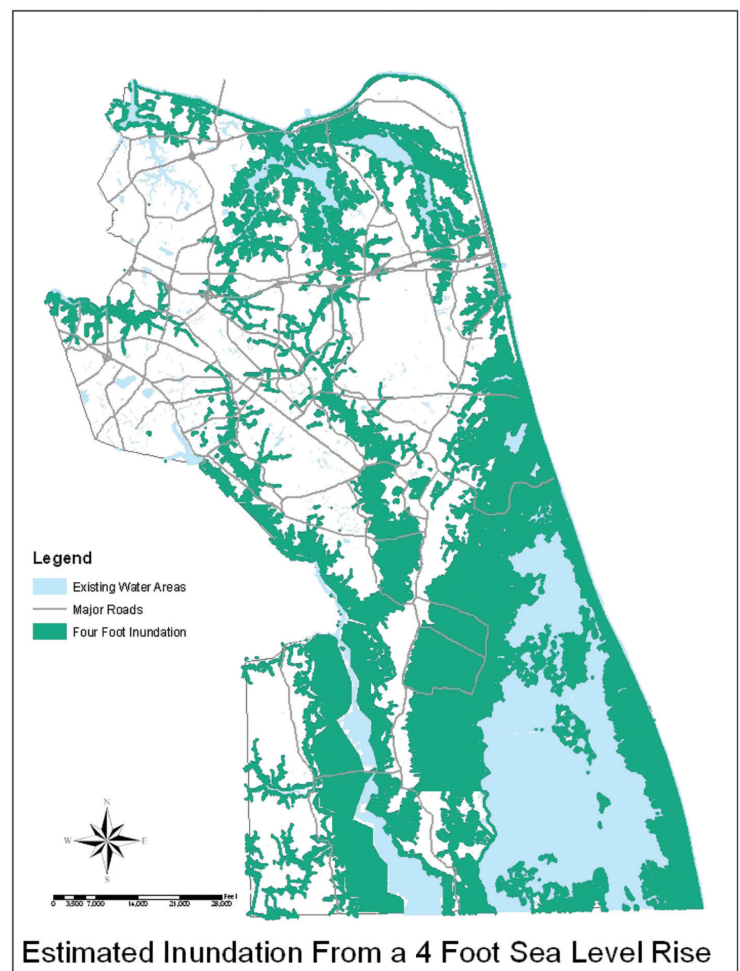 Legend
Existing Water Areas
Major Roads
Four Foot Inundation
N
W E
S
Feet
0 3,500 7,000 14,000 21,000 28,000
Estimated Inundation From a 4 Foot Sea Level Rise